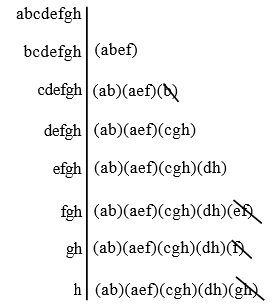 abcdefgh
bcdefgh (abef)
cdefgh (ab)(aef)(b)
defgh (ab)(aef)(cgh)
efgh (ab)(aef)(cgh)(dh)
fgh (ab)(aef)(cgh)(dh)(ef)
gh (ab)(aef)(cgh)(dh)(f)
h (ab)(aef)(cgh)(dh)(gh)